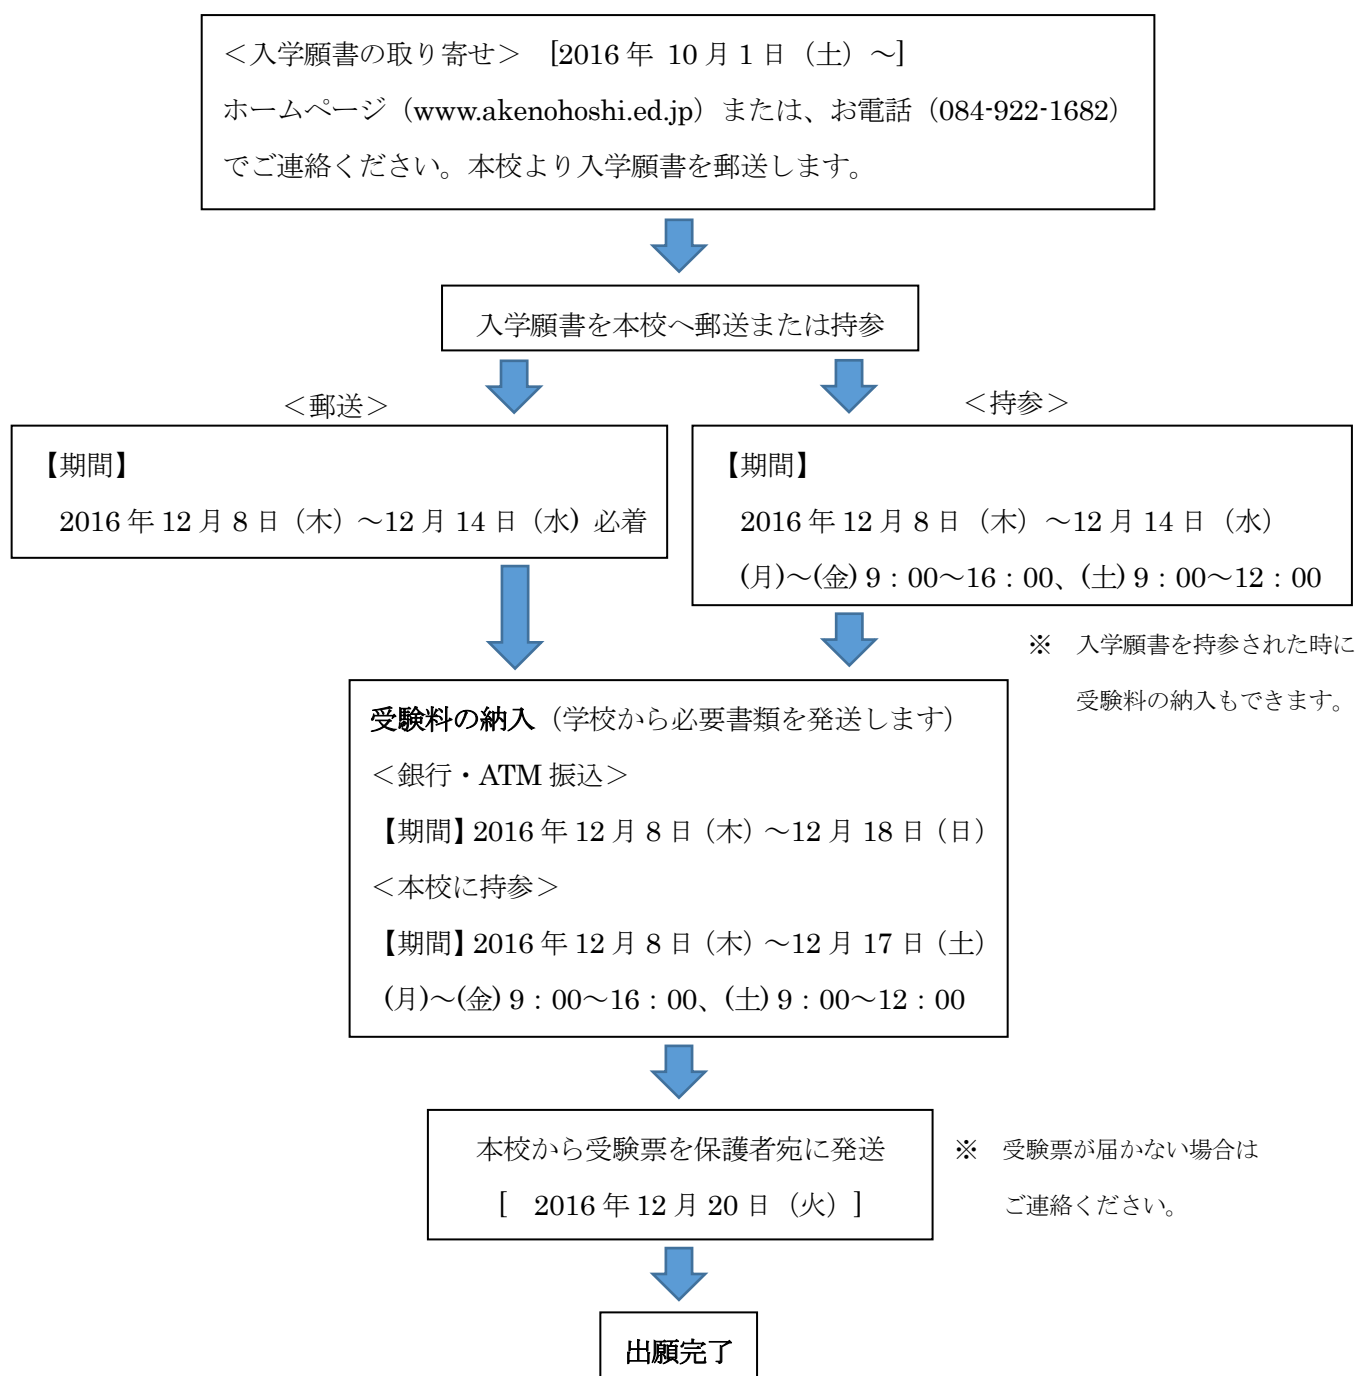 ＜入学願書の取り寄せ＞ [2016年 10月1日（土）～]
ホームページ（www.akenohoshi.ed.jp）または、お電話（084-922-1682）
でご連絡ください。本校より入学願書を郵送します。
入学願書を本校へ郵送または持参
＜郵送＞
【期間】
2016年12月8日（木）～12月14日（水）必着
＜持参＞
【期間】
2016年12月8日（木）～12月14日（水）
(月)～(金) 9：00～16：00、(土) 9：00～12：00
※ 入学願書を持参された時に
受験料の納入もできます。
受験料の納入（学校から必要書類を発送します）
＜銀行・ATM振込＞
【期間】2016年12月8日（木）～12月18日（日）
＜本校に持参＞
【期間】2016年12月8日（木）～12月17日（土）
(月)～(金) 9：00～16：00、(土) 9：00～12：00
本校から受験票を保護者宛に発送
[ 2016年12月20日（火）]
※ 受験票が届かない場合は
ご連絡ください。
出願完了